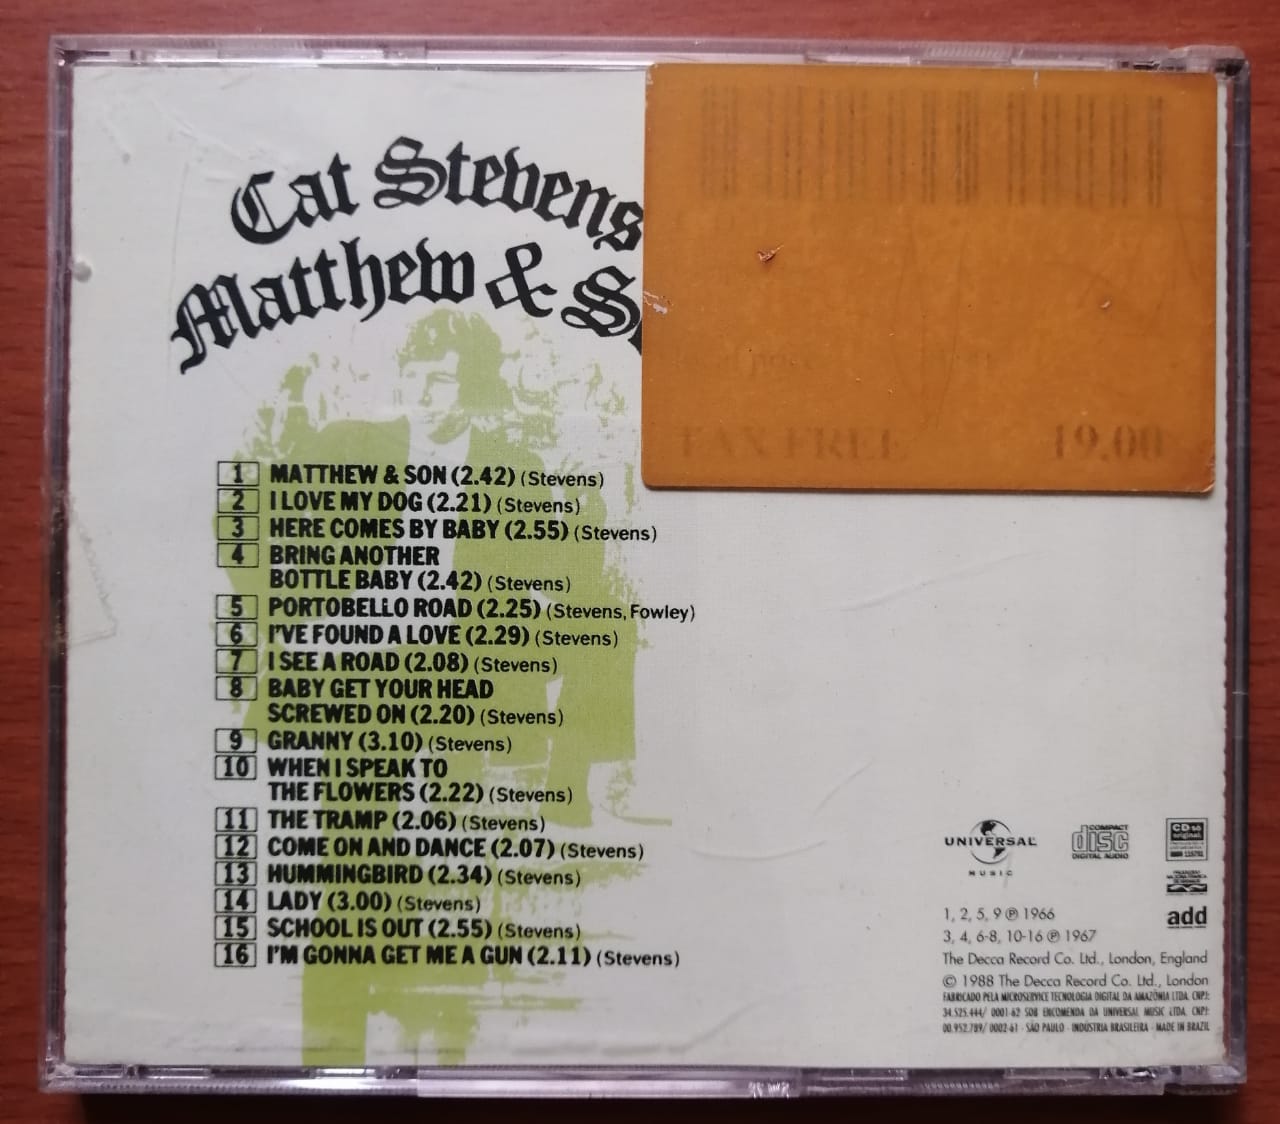 Cat Stevens
Matthew & S
TAX FREE 19.00
1 MATTHEW & SON (2.42) (Stevens)
2 I LOVE MY DOG (2.21) (Stevens)
3 HERE COMES BY BABY (2.55) (Stevens)
4 BRING ANOTHER
BOTTLE BABY (2.42) (Stevens)
5 PORTOBELLO ROAD (2.25) (Stevens, Fowley)
6 I'VE FOUND A LOVE (2.29) (Stevens)
7 I SEE A ROAD (2.08) (Stevens)
8 BABY GET YOUR HEAD
SCREWED ON (2.20) (Stevens)
9 GRANNY (3.10) (Stevens)
10 WHEN I SPEAK TO
THE FLOWERS (2.22) (Stevens)
11 THE TRAMP (2.06) (Stevens)
12 COME ON AND DANCE (2.07) (Stevens)
13 HUMMINGBIRD (2.34) (Stevens)
14 LADY (3.00) (Stevens)
15 SCHOOL IS OUT (2.55) (Stevens)
16 I'M GONNA GET ME A GUN (2.11) (Stevens)
UNIVERSAL
MUSIC
COMPACT
disc
DIGITAL AUDIO
CD só
original
add
1, 2, 5, 9 ℗ 1966
3, 4, 6-8, 10-16 ℗ 1967
The Decca Record Co. Ltd., London, England
© 1988 The Decca Record Co. Ltd., London
FABRICADO PELA MICROSERVICE TECNOLOGIA DIGITAL DA AMAZÔNIA LTDA. CNPJ:
34.525.444/ 0001-62 SOB ENCOMENDA DA UNIVERSAL MUSIC LTDA. CNPJ:
00.952.789/ 0002-61 - SÃO PAULO - INDÚSTRIA BRASILEIRA - MADE IN BRAZIL